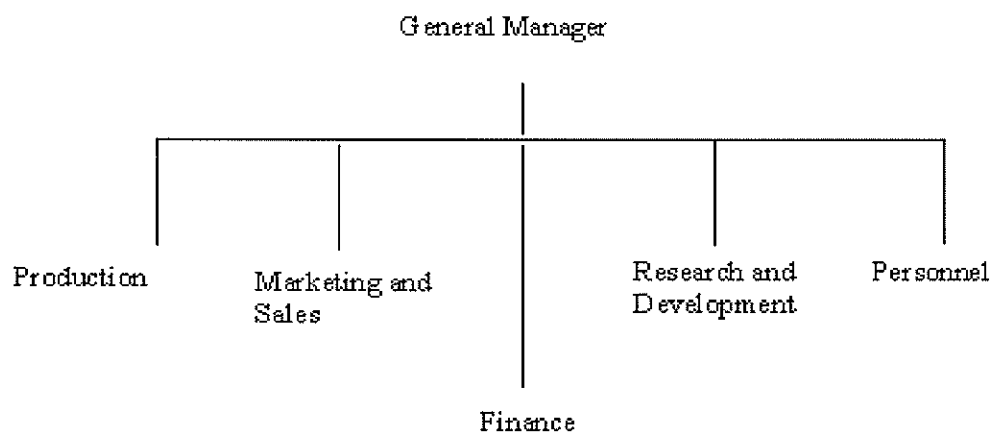 General Manager
Production
Marketing and
Sales
Research and
Development
Personnel
Finance